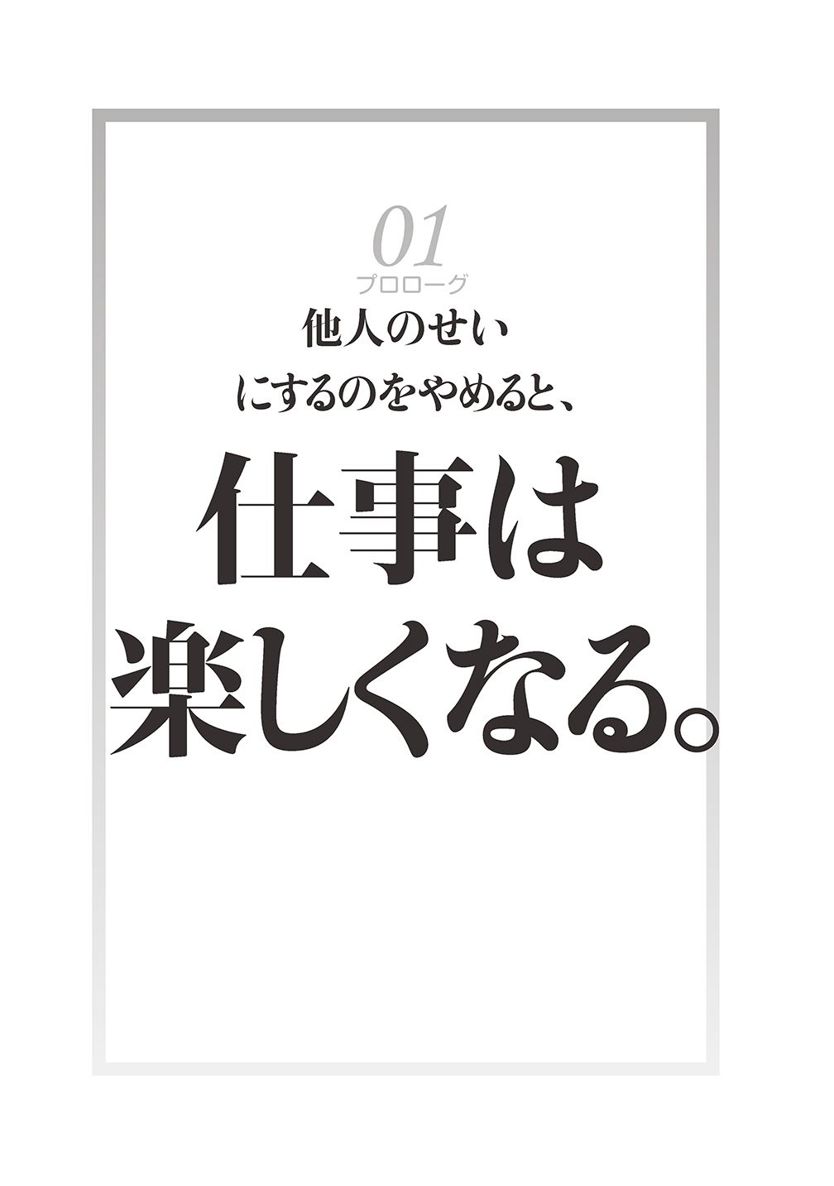 01
プロローグ
他人のせい
にするのをやめると、
仕事は
楽しくなる。